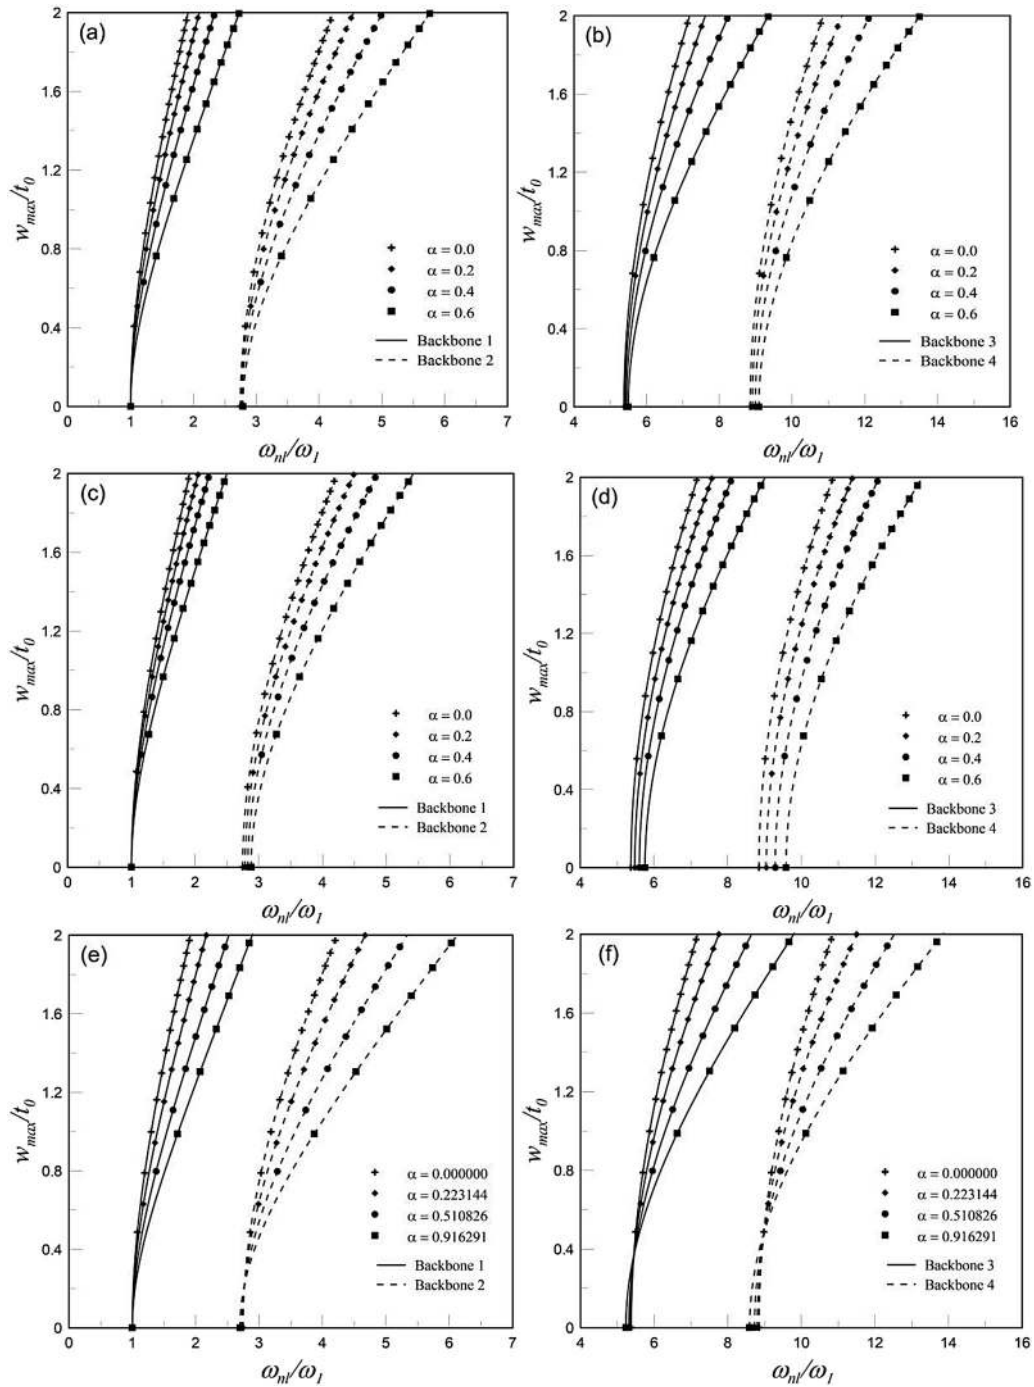 (a)
2
1.6
1.2
0.8
0.4
0
w_max/t_0
α = 0.0
α = 0.2
α = 0.4
α = 0.6
Backbone 1
Backbone 2
0 1 2 3 4 5 6 7
ω_nl/ω_1
(b)
2
1.6
1.2
0.8
0.4
0
w_max/t_0
α = 0.0
α = 0.2
α = 0.4
α = 0.6
Backbone 3
Backbone 4
4 6 8 10 12 14 16
ω_nl/ω_1
(c)
2
1.6
1.2
0.8
0.4
0
w_max/t_0
α = 0.0
α = 0.2
α = 0.4
α = 0.6
Backbone 1
Backbone 2
0 1 2 3 4 5 6 7
ω_nl/ω_1
(d)
2
1.6
1.2
0.8
0.4
0
w_max/t_0
α = 0.0
α = 0.2
α = 0.4
α = 0.6
Backbone 3
Backbone 4
4 6 8 10 12 14 16
ω_nl/ω_1
(e)
2
1.6
1.2
0.8
0.4
0
w_max/t_0
α = 0.000000
α = 0.223144
α = 0.510826
α = 0.916291
Backbone 1
Backbone 2
0 1 2 3 4 5 6 7
ω_nl/ω_1
(f)
2
1.6
1.2
0.8
0.4
0
w_max/t_0
α = 0.000000
α = 0.223144
α = 0.510826
α = 0.916291
Backbone 3
Backbone 4
4 6 8 10 12 14 16
ω_nl/ω_1